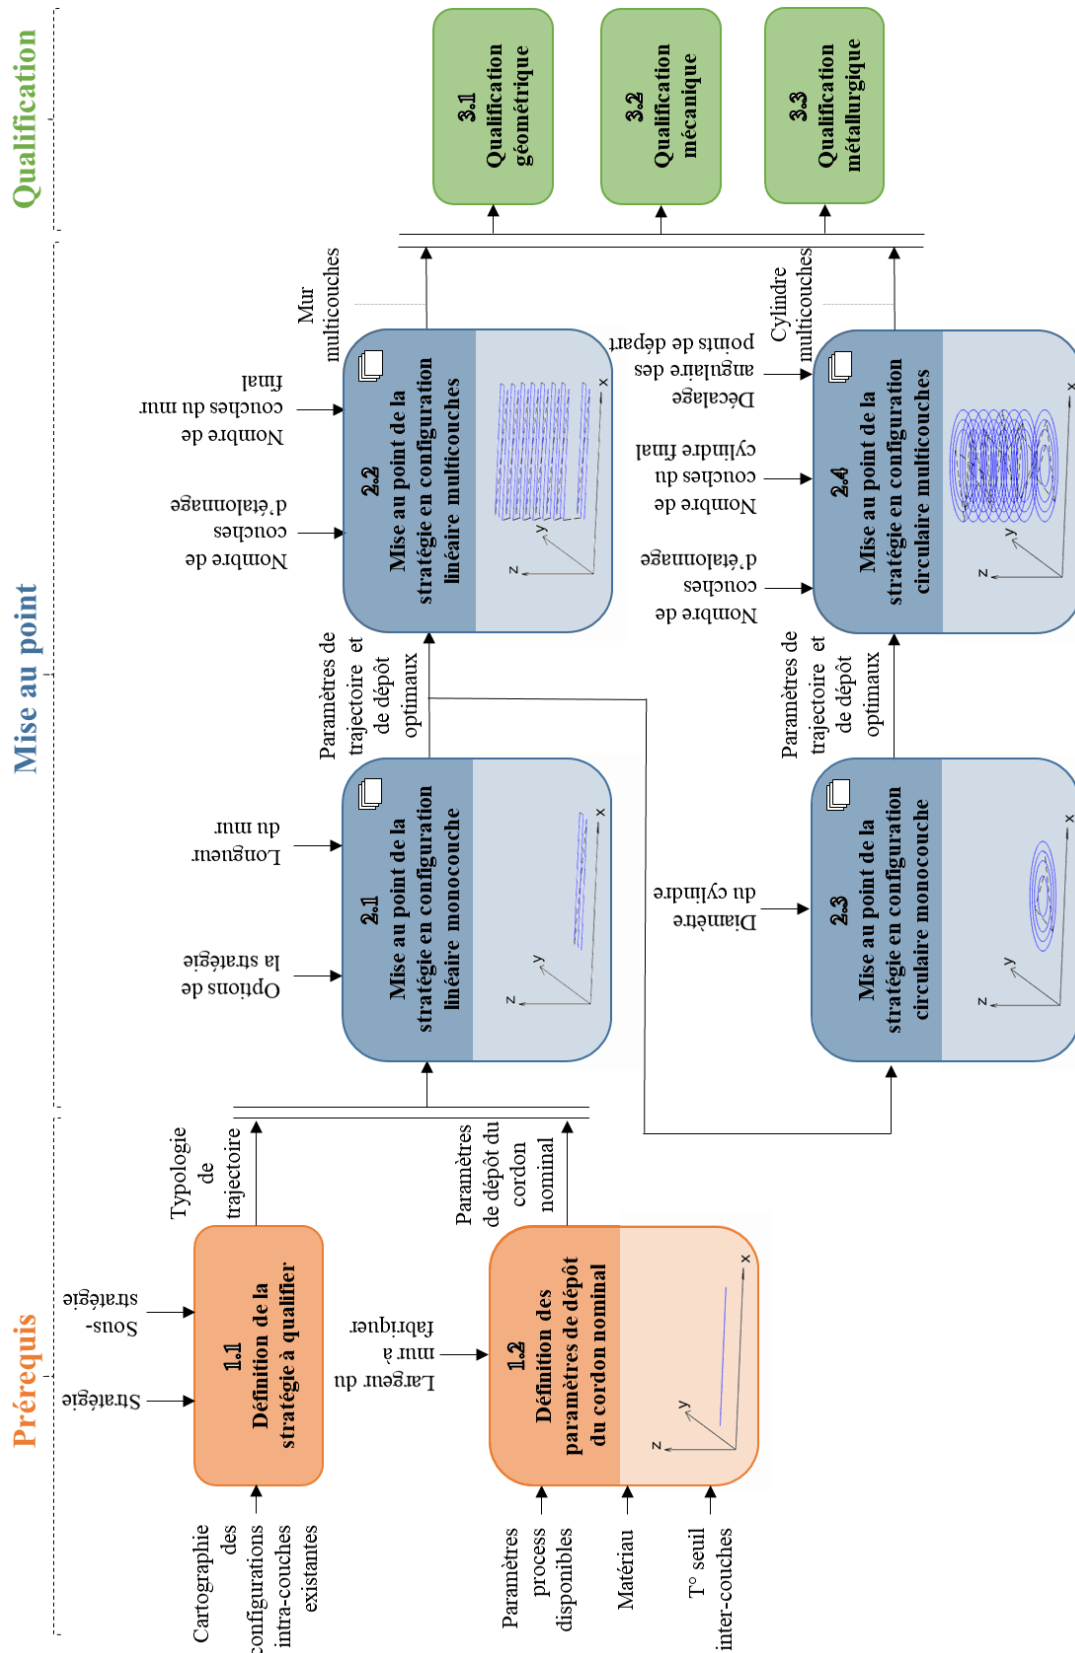 Prérequis
Mise au point
Qualification
Stratégie
Sous-
stratégie
Cartographie
des
configurations
intra-couches
existantes
1.1
Définition de la
stratégie à qualifier
Typologie
de
trajectoire
Largeur du
mur à
fabriquer
Paramètres
process
disponibles
Matériau
T° seuil
inter-couches
1.2
Définition des
paramètres de dépôt
du cordon nominal
z
y
x
Paramètres
de dépôt du
cordon
nominal
Options de
la stratégie
Longueur
du mur
2.1
Mise au point de la
stratégie en configuration
linéaire monocouche
z
y
x
Paramètres de
trajectoire et
de dépôt
optimaux
Nombre de
couches
d'étalonnage
Nombre de
couches du mur
final
2.2
Mise au point de la
stratégie en configuration
linéaire multicouches
z
y
x
Mur
multicouches
Diamètre
du cylindre
2.3
Mise au point de la
stratégie en configuration
circulaire monocouche
z
y
x
Paramètres de
trajectoire et
de dépôt
optimaux
Nombre de
couches
d'étalonnage
Nombre de
couches du
cylindre final
Décalage
angulaire des
points de départ
2.4
Mise au point de la
stratégie en configuration
circulaire multicouches
z
y
x
Cylindre
multicouches
3.1
Qualification
géométrique
3.2
Qualification
mécanique
3.3
Qualification
métallurgique